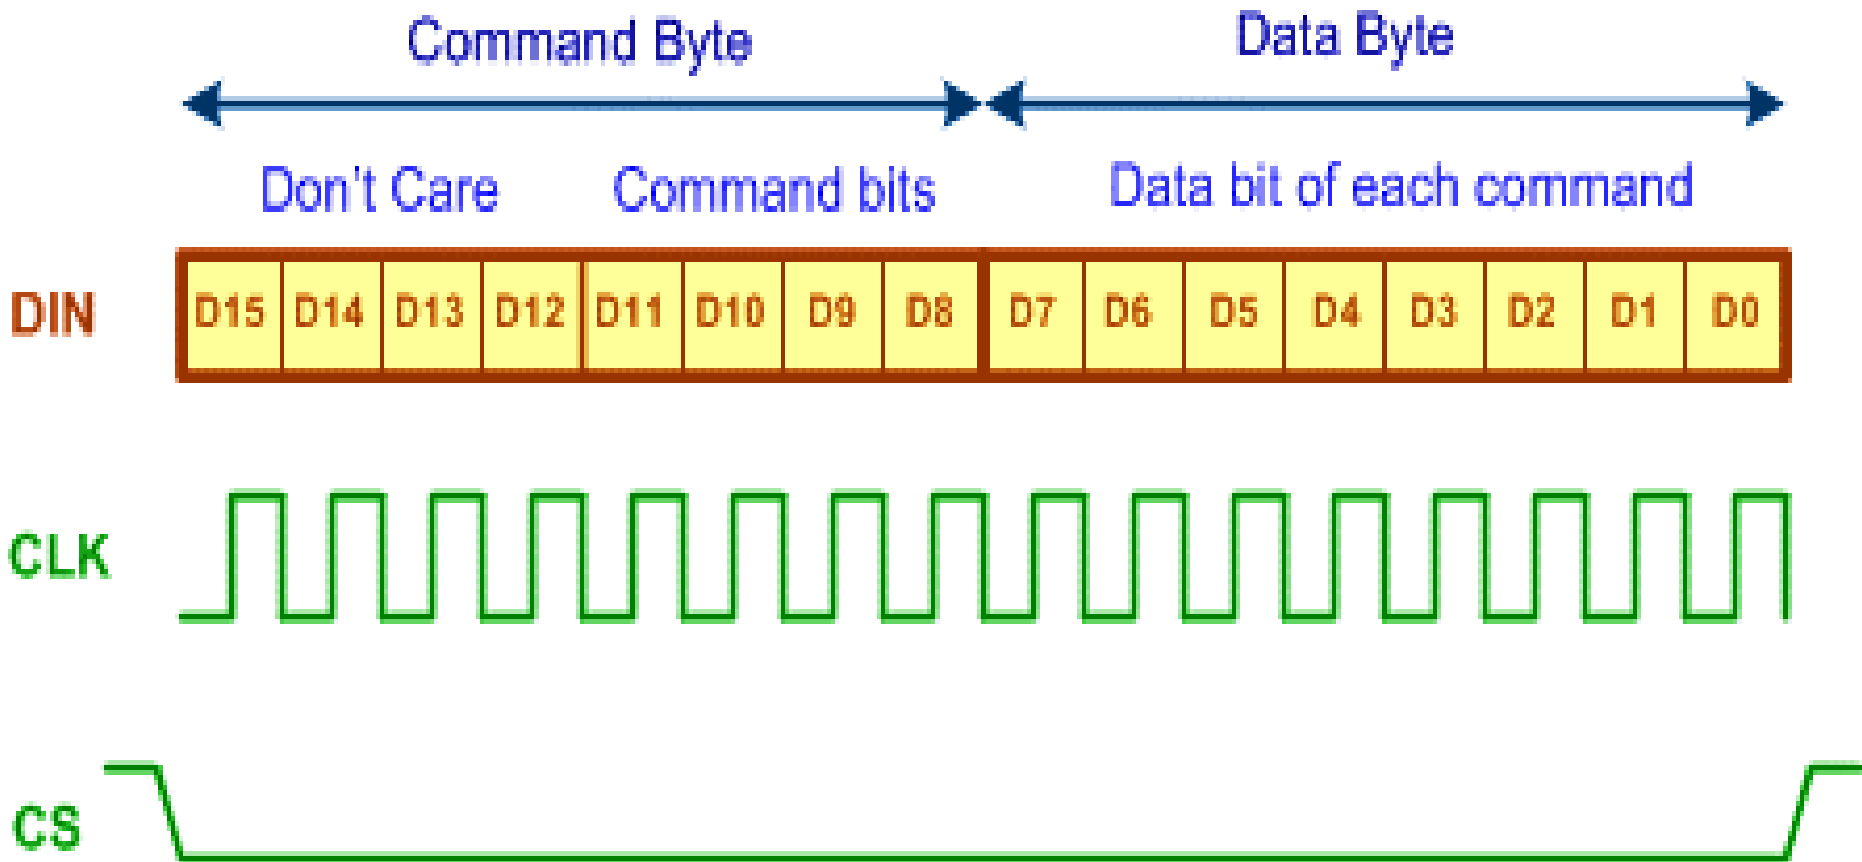 Command Byte Data Byte
Don't Care Command bits Data bit of each command
DIN D15 D14 D13 D12 D11 D10 D9 D8 D7 D6 D5 D4 D3 D2 D1 D0
CLK
CS